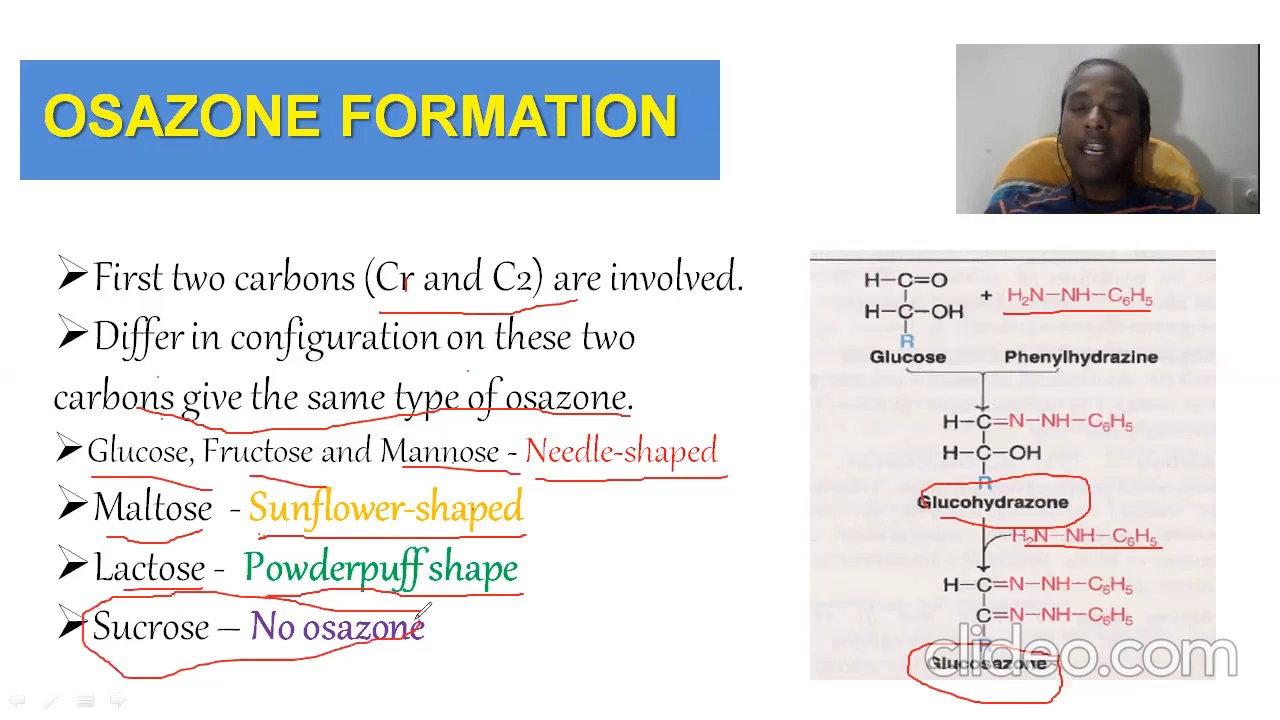 OSAZONE FORMATION
➤First two carbons (C1 and C2) are involved.
➤Differ in configuration on these two
carbons give the same type of osazone.
➤Glucose, Fructose and Mannose - Needle-shaped
➤Maltose - Sunflower-shaped
➤Lactose - Powderpuff shape
➤Sucrose – No osazone
H–C=O
+ H₂N–NH–C₆H₅
H–C–OH
R
Glucose Phenylhydrazine
H–C=N–NH–C₆H₅
H–C–OH
R
Glucohydrazone
H₂N–NH–C₆H₅
H–C=N–NH–C₆H₅
C=N–NH–C₆H₅
R
Glucosazone
clideo.com